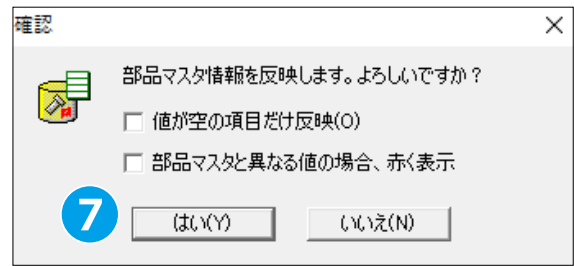 確認
部品マスタ情報を反映します。よろしいですか？
値が空の項目だけ反映(O)
部品マスタと異なる値の場合、赤く表示
7
はい(Y) いいえ(N)